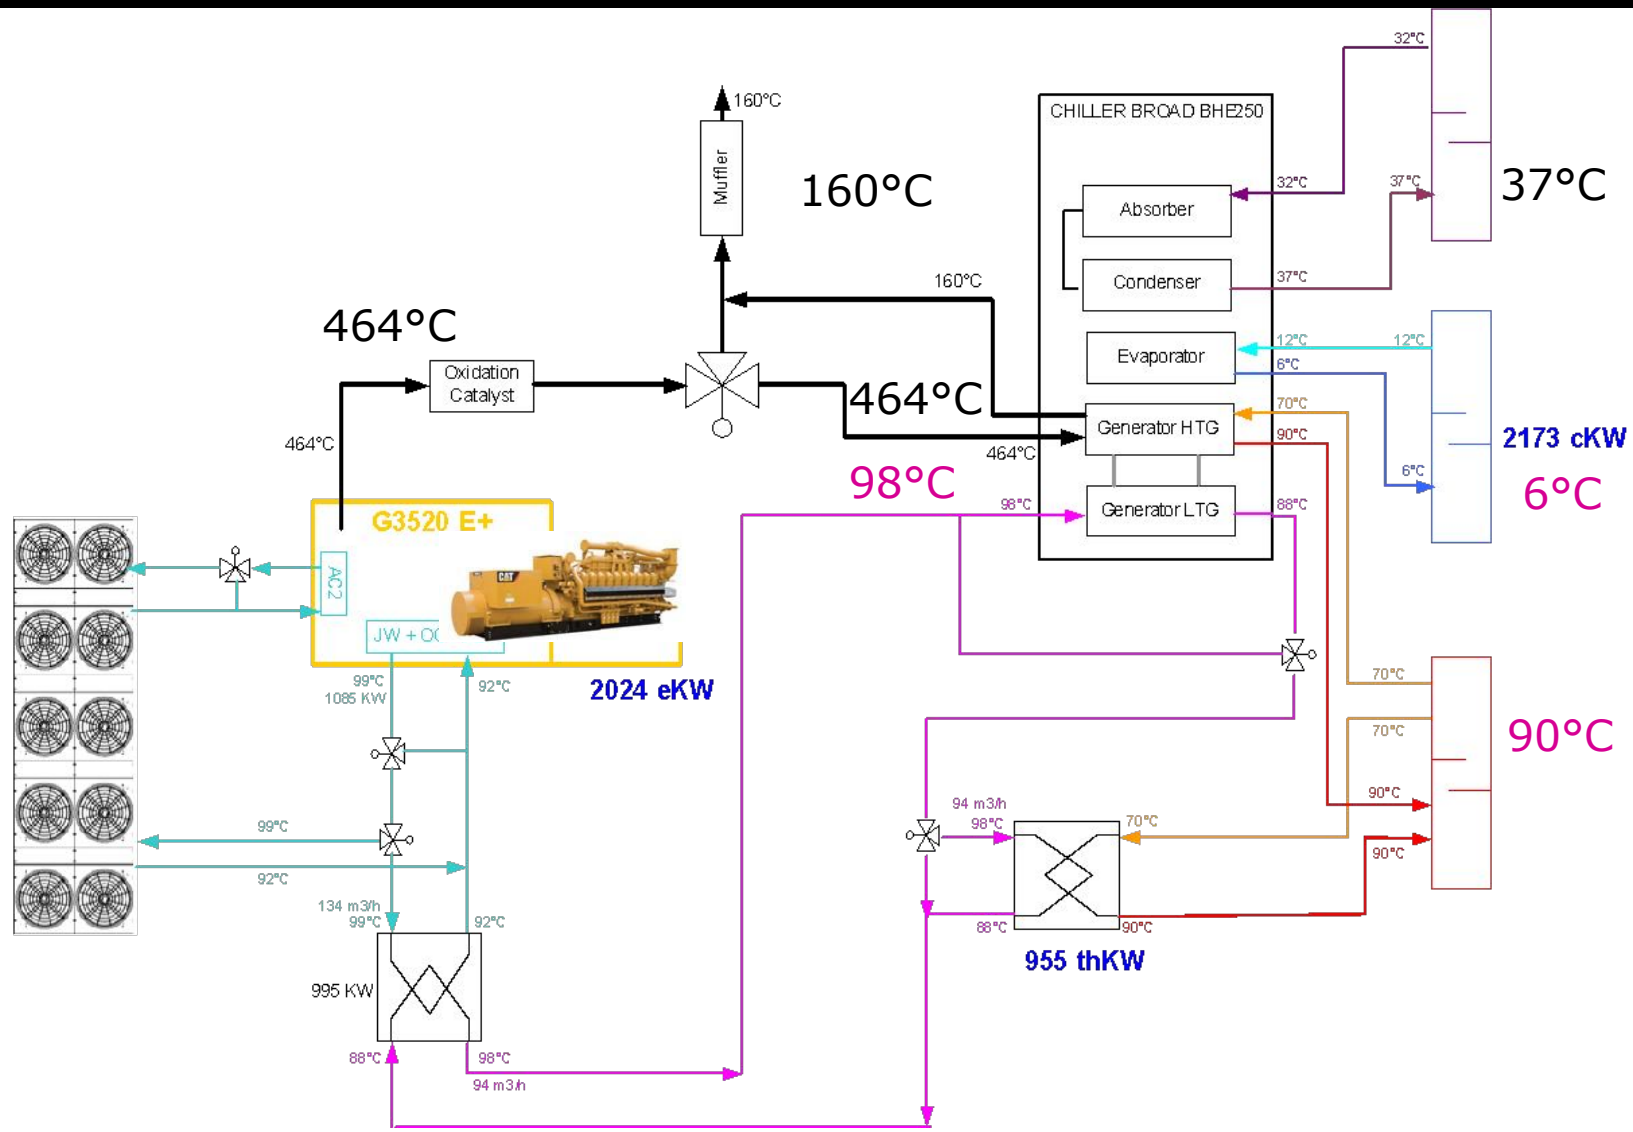 32°C
160°C
CHILLER BROAD BHE250
Muffler
160°C
32°C
37°C
37°C
Absorber
160°C
Condenser
37°C
464°C
12°C
12°C
Evaporator
6°C
Oxidation
Catalyst
464°C
70°C
Generator HTG
90°C
2173 cKW
464°C
464°C
98°C
6°C
6°C
98°C
Generator LTG
88°C
G3520 E+
CAT
AC2
JW +
99°C
1085 KW
92°C
2024 eKW
70°C
70°C
90°C
90°C
94 m3/h
98°C
70°C
99°C
90°C
92°C
134 m3/h
99°C
92°C
88°C
90°C
955 thKW
995 KW
88°C
98°C
94 m3/h